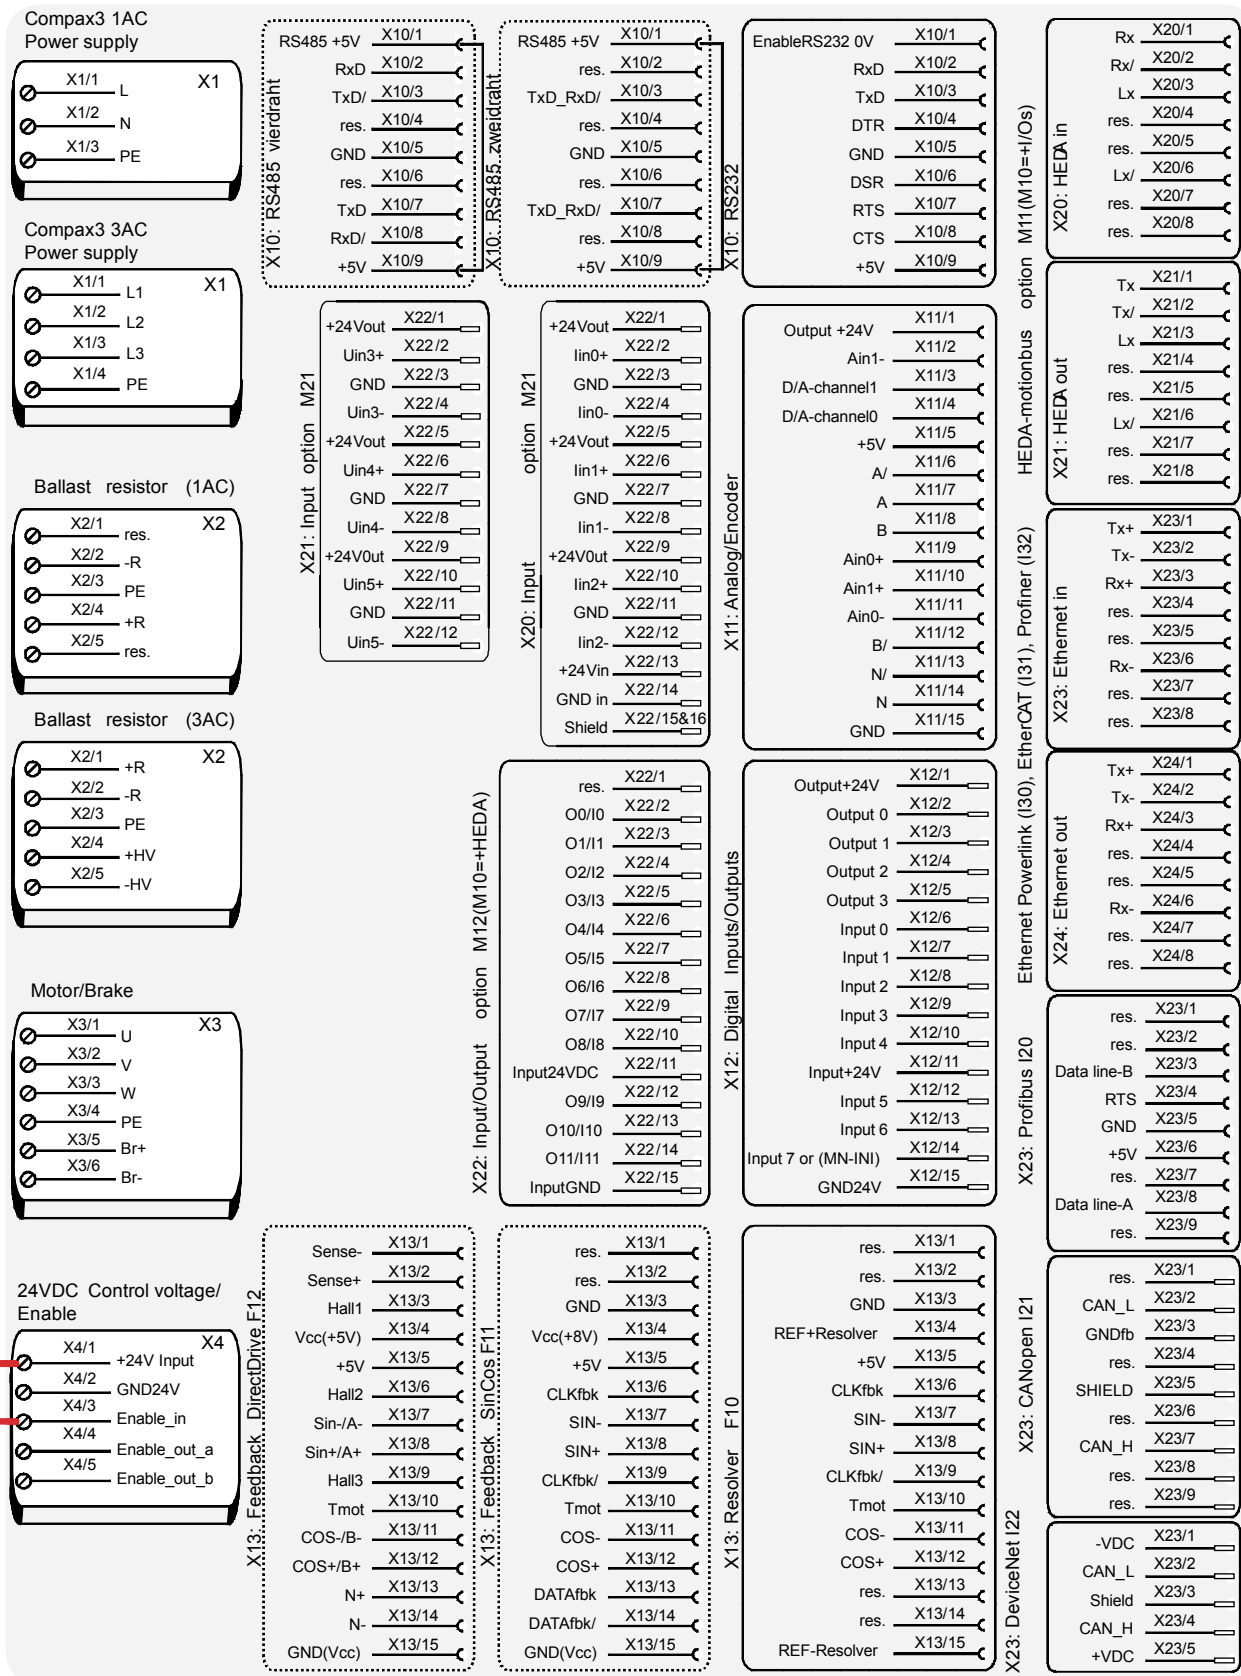 Compax3 1AC
Power supply
X1
X1/1 L
X1/2 N
X1/3 PE
Compax3 3AC
Power supply
X1
X1/1 L1
X1/2 L2
X1/3 L3
X1/4 PE
Ballast resistor (1AC)
X2
X2/1 res.
X2/2 -R
X2/3 PE
X2/4 +R
X2/5 res.
Ballast resistor (3AC)
X2
X2/1 +R
X2/2 -R
X2/3 PE
X2/4 +HV
X2/5 -HV
Motor/Brake
X3
X3/1 U
X3/2 V
X3/3 W
X3/4 PE
X3/5 Br+
X3/6 Br-
24VDC Control voltage/
Enable
X4
X4/1 +24V Input
X4/2 GND24V
X4/3 Enable_in
X4/4 Enable_out_a
X4/5 Enable_out_b
X10: RS485 vierdraht
RS485 +5V X10/1
RxD X10/2
TxD/ X10/3
res. X10/4
GND X10/5
res. X10/6
TxD X10/7
RxD/ X10/8
+5V X10/9
X10: RS485 zweidraht
RS485 +5V X10/1
res. X10/2
TxD_RxD/ X10/3
res. X10/4
GND X10/5
res. X10/6
TxD_RxD/ X10/7
res. X10/8
+5V X10/9
X10: RS232
EnableRS232 0V X10/1
RxD X10/2
TxD X10/3
DTR X10/4
GND X10/5
DSR X10/6
RTS X10/7
CTS X10/8
+5V X10/9
X21: Input option M21
+24Vout X22/1
Uin3+ X22/2
GND X22/3
Uin3- X22/4
+24Vout X22/5
Uin4+ X22/6
GND X22/7
Uin4- X22/8
+24V0ut X22/9
Uin5+ X22/10
GND X22/11
Uin5- X22/12
X20: Input option M21
+24Vout X22/1
Iin0+ X22/2
GND X22/3
Iin0- X22/4
+24Vout X22/5
Iin1+ X22/6
GND X22/7
Iin1- X22/8
+24V0ut X22/9
Iin2+ X22/10
GND X22/11
Iin2- X22/12
+24Vin X22/13
GND in X22/14
Shield X22/15&16
X11: Analog/Encoder
Output +24V X11/1
Ain1- X11/2
D/A-channel1 X11/3
D/A-channel0 X11/4
+5V X11/5
A/ X11/6
A X11/7
B X11/8
Ain0+ X11/9
Ain1+ X11/10
Ain0- X11/11
B/ X11/12
N/ X11/13
N X11/14
GND X11/15
X22: Input/Output option M12(M10=+HEDA)
res. X22/1
O0/I0 X22/2
O1/I1 X22/3
O2/I2 X22/4
O3/I3 X22/5
O4/I4 X22/6
O5/I5 X22/7
O6/I6 X22/8
O7/I7 X22/9
O8/I8 X22/10
Input24VDC X22/11
O9/I9 X22/12
O10/I10 X22/13
O11/I11 X22/14
InputGND X22/15
X12: Digital Inputs/Outputs
Output+24V X12/1
Output 0 X12/2
Output 1 X12/3
Output 2 X12/4
Output 3 X12/5
Input 0 X12/6
Input 1 X12/7
Input 2 X12/8
Input 3 X12/9
Input 4 X12/10
Input+24V X12/11
Input 5 X12/12
Input 6 X12/13
Input 7 or (MN-INI) X12/14
GND24V X12/15
X13: Feedback DirectDrive F12
Sense- X13/1
Sense+ X13/2
Hall1 X13/3
Vcc(+5V) X13/4
+5V X13/5
Hall2 X13/6
Sin-/A- X13/7
Sin+/A+ X13/8
Hall3 X13/9
Tmot X13/10
COS-/B- X13/11
COS+/B+ X13/12
N+ X13/13
N- X13/14
GND(Vcc) X13/15
X13: Feedback SinCos F11
res. X13/1
res. X13/2
GND X13/3
Vcc(+8V) X13/4
+5V X13/5
CLKfbk X13/6
SIN- X13/7
SIN+ X13/8
CLKfbk/ X13/9
Tmot X13/10
COS- X13/11
COS+ X13/12
DATAfbk X13/13
DATAfbk/ X13/14
GND(Vcc) X13/15
X13: Resolver F10
res. X13/1
res. X13/2
GND X13/3
REF+Resolver X13/4
+5V X13/5
CLKfbk X13/6
SIN- X13/7
SIN+ X13/8
CLKfbk/ X13/9
Tmot X13/10
COS- X13/11
COS+ X13/12
res. X13/13
res. X13/14
REF-Resolver X13/15
HEDA-motionbus option M11(M10=+I/Os)
X20: HEDA in
Rx X20/1
Rx/ X20/2
Lx X20/3
res. X20/4
res. X20/5
Lx/ X20/6
res. X20/7
res. X20/8
X21: HEDA out
Tx X21/1
Tx/ X21/2
Lx X21/3
res. X21/4
res. X21/5
Lx/ X21/6
res. X21/7
res. X21/8
Ethernet Powerlink (I30), EtherCAT (I31), Profiner (I32)
X23: Ethernet in
Tx+ X23/1
Tx- X23/2
Rx+ X23/3
res. X23/4
res. X23/5
Rx- X23/6
res. X23/7
res. X23/8
X24: Ethernet out
Tx+ X24/1
Tx- X24/2
Rx+ X24/3
res. X24/4
res. X24/5
Rx- X24/6
res. X24/7
res. X24/8
X23: Profibus I20
res. X23/1
res. X23/2
Data line-B X23/3
RTS X23/4
GND X23/5
+5V X23/6
res. X23/7
Data line-A X23/8
res. X23/9
X23: CANopen I21
res. X23/1
CAN_L X23/2
GNDfb X23/3
res. X23/4
SHIELD X23/5
res. X23/6
CAN_H X23/7
res. X23/8
res. X23/9
X23: DeviceNet I22
-VDC X23/1
CAN_L X23/2
Shield X23/3
CAN_H X23/4
+VDC X23/5